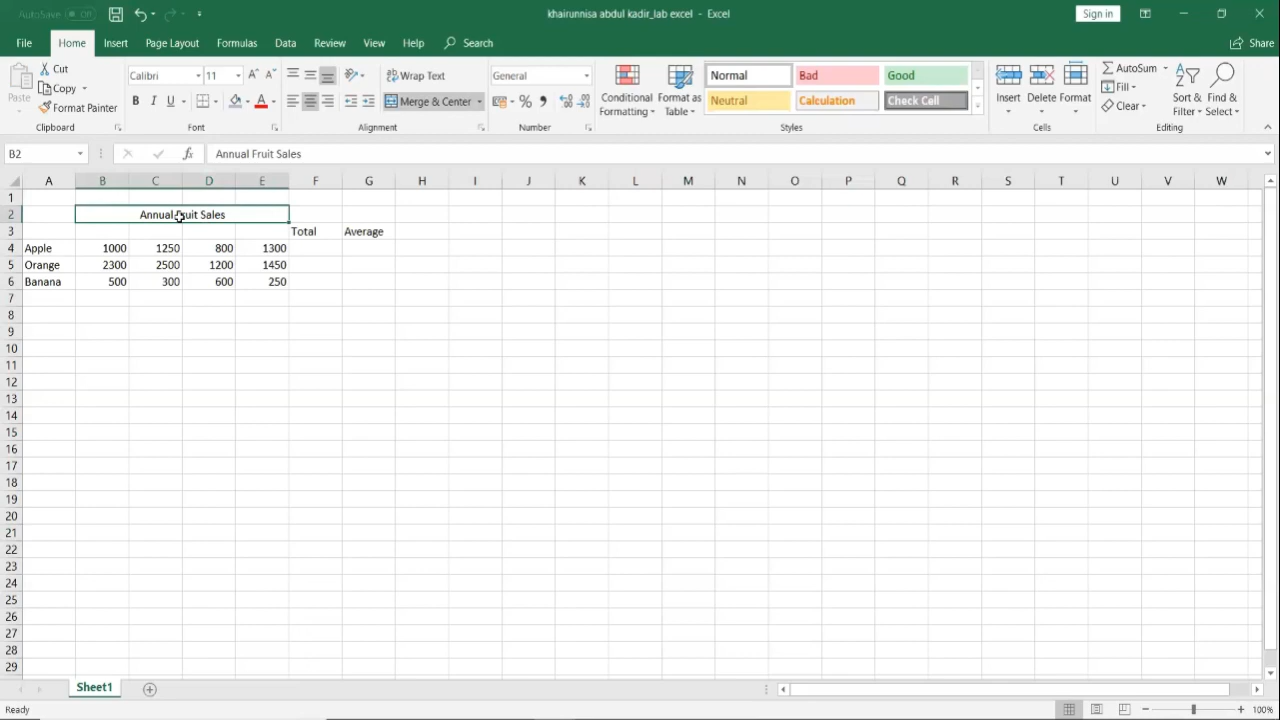 AutoSave Off khairunnisa abdul kadir_lab excel - Excel Sign in
File Home Insert Page Layout Formulas Data Review View Help Search Share
Paste
Cut
Copy
Format Painter
Clipboard
Calibri 11
B I U A
Font
Wrap Text
Merge & Center
Alignment
General
% 
Number
Conditional Formatting
Format as Table
Normal Bad Good
Neutral Calculation Check Cell
Styles
Insert Delete Format
Cells
AutoSum
Fill
Clear
Sort & Filter
Find & Select
Editing
B2 fx Annual Fruit Sales
A B C D E F G H I J K L M N O P Q R S T U V W
1
2 Annual Fruit Sales
3 Total Average
4 Apple 1000 1250 800 1300
5 Orange 2300 2500 1200 1450
6 Banana 500 300 600 250
7
8
9
10
11
12
13
14
15
16
17
18
19
20
21
22
23
24
25
26
27
28
29
Sheet1
Ready 100%